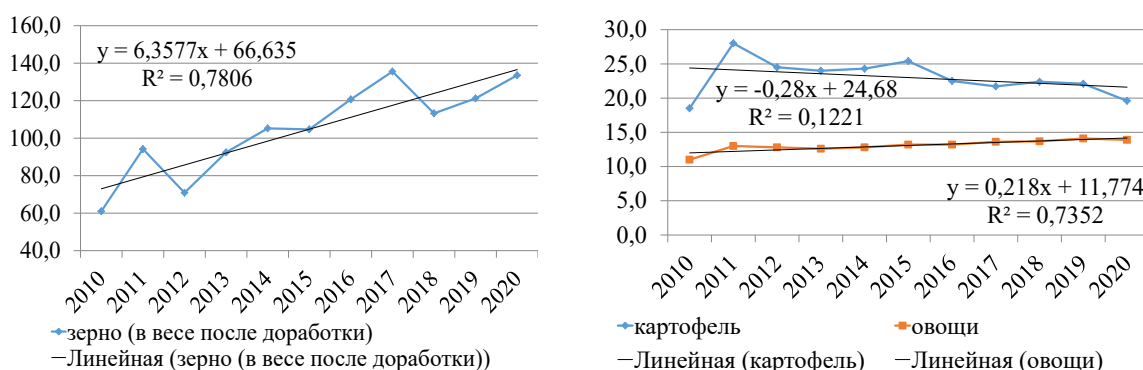 160,0
140,0
120,0
100,0
80,0
60,0
40,0
y = 6,3577x + 66,635
R² = 0,7806
2010 2011 2012 2013 2014 2015 2016 2017 2018 2019 2020
зерно (в весе после доработки)
Линейная (зерно (в весе после доработки))
30,0
25,0
20,0
15,0
10,0
5,0
0,0
y = -0,28x + 24,68
R² = 0,1221
y = 0,218x + 11,774
R² = 0,7352
2010 2011 2012 2013 2014 2015 2016 2017 2018 2019 2020
картофель овощи
Линейная (картофель) Линейная (овощи)